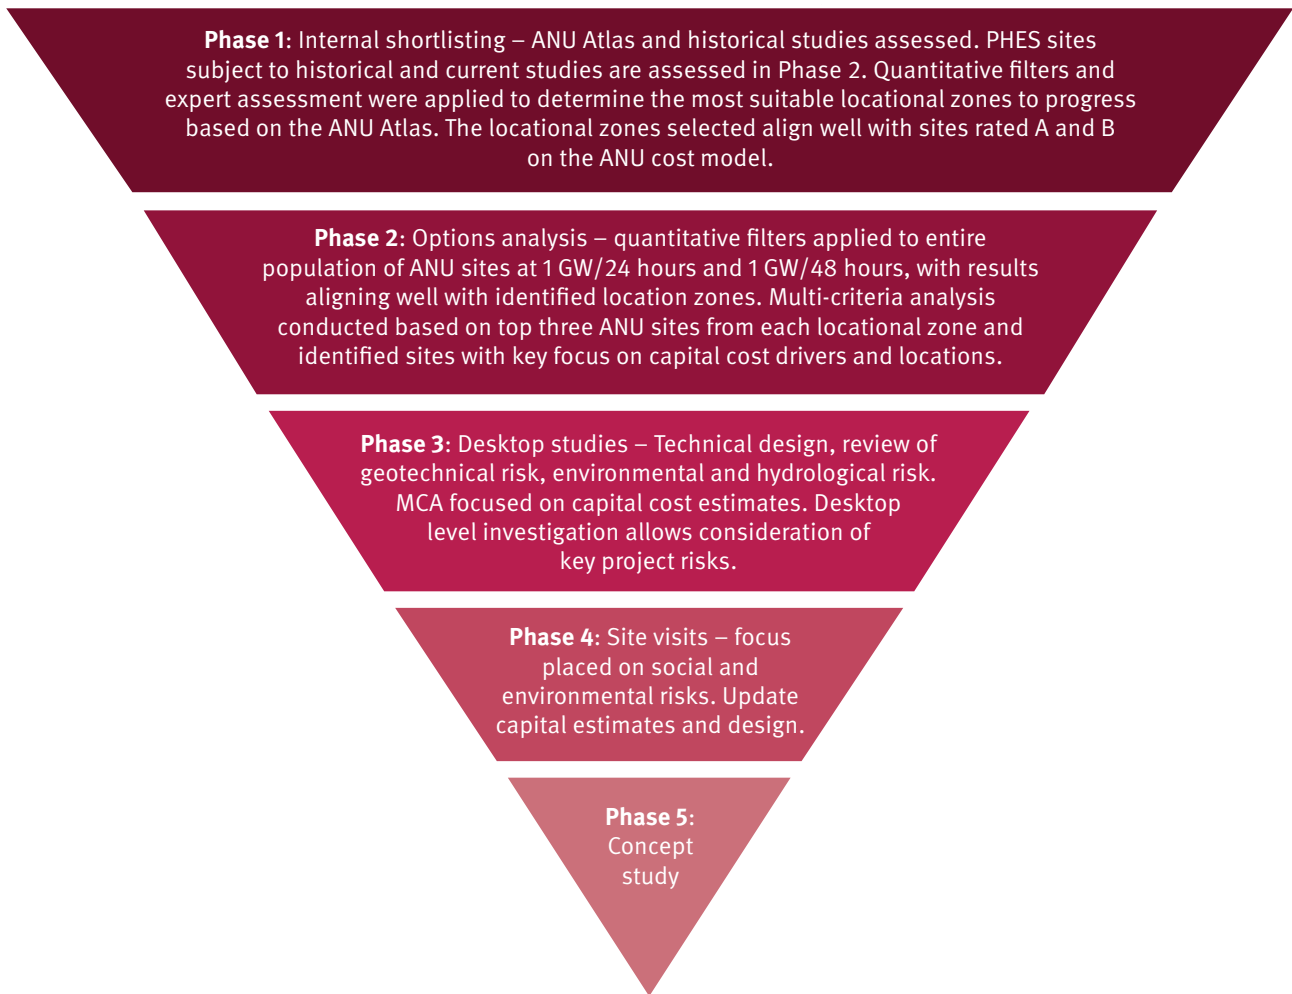 Phase 1: Internal shortlisting – ANU Atlas and historical studies assessed. PHES sites
subject to historical and current studies are assessed in Phase 2. Quantitative filters and
expert assessment were applied to determine the most suitable locational zones to progress
based on the ANU Atlas. The locational zones selected align well with sites rated A and B
on the ANU cost model.
Phase 2: Options analysis – quantitative filters applied to entire
population of ANU sites at 1 GW/24 hours and 1 GW/48 hours, with results
aligning well with identified location zones. Multi-criteria analysis
conducted based on top three ANU sites from each locational zone and
identified sites with key focus on capital cost drivers and locations.
Phase 3: Desktop studies – Technical design, review of
geotechnical risk, environmental and hydrological risk.
MCA focused on capital cost estimates. Desktop
level investigation allows consideration of
key project risks.
Phase 4: Site visits – focus
placed on social and
environmental risks. Update
capital estimates and design.
Phase 5:
Concept
study